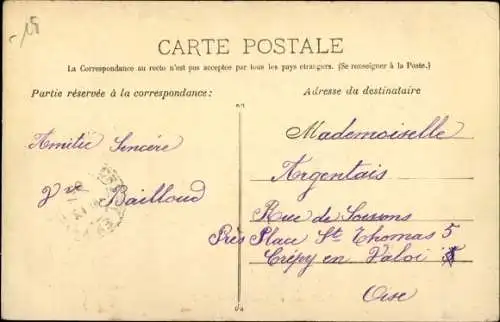 15
CARTE POSTALE
La Correspondance au recto n'est pas acceptée par tous les pays étrangers. (Se renseigner à la Poste.)
Partie réservée à la correspondance:
Adresse du destinataire
Amitié Sincère
Bailloud
Mademoiselle
Argentais
Rue de Soissons
Près Place St Thomas 5
Crépy en Valoi
Oise